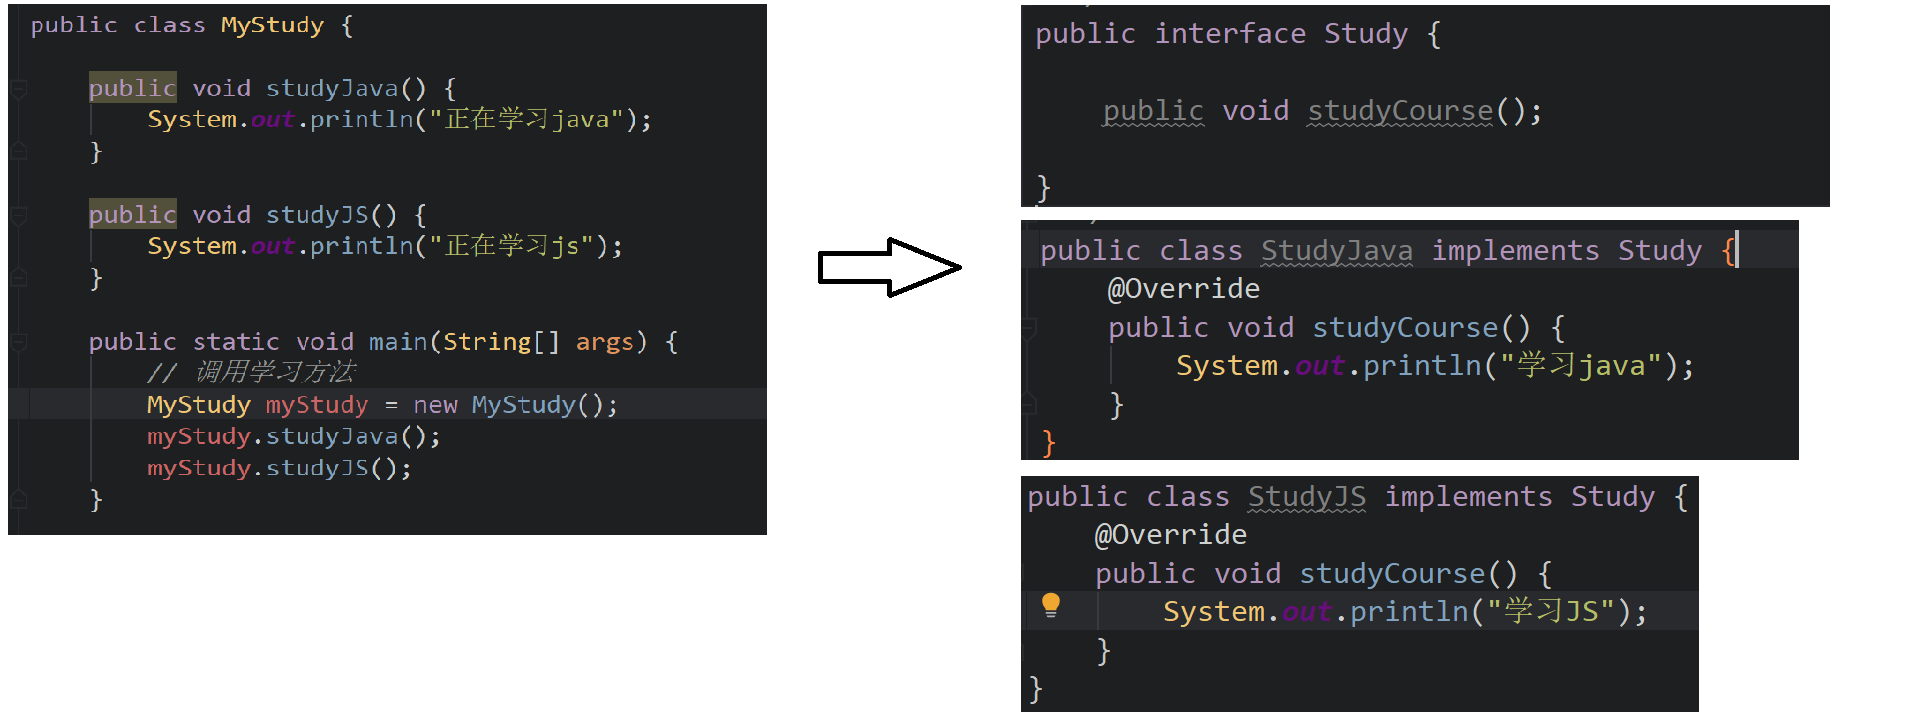 public class MyStudy {
public void studyJava() {
System.out.println("正在学习java");
}
public void studyJS() {
System.out.println("正在学习js");
}
public static void main(String[] args) {
// 调用学习方法
MyStudy myStudy = new MyStudy();
myStudy.studyJava();
myStudy.studyJS();
}
public interface Study {
public void studyCourse();
}
public class StudyJava implements Study {
@Override
public void studyCourse() {
System.out.println("学习java");
}
}
public class StudyJS implements Study {
@Override
public void studyCourse() {
System.out.println("学习JS");
}
}